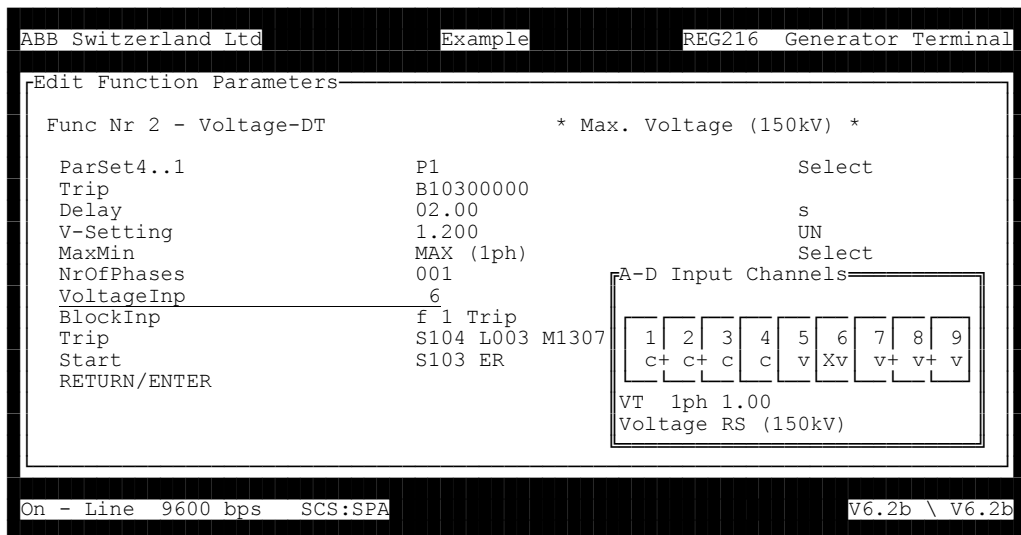 ABB Switzerland Ltd Example REG216 Generator Terminal
Edit Function Parameters
Func Nr 2 - Voltage-DT * Max. Voltage (150kV) *
ParSet4..1 P1 Select
Trip B10300000
Delay 02.00 s
V-Setting 1.200 UN
MaxMin MAX (1ph) Select
NrOfPhases 001 A-D Input Channels
VoltageInp 6
BlockInp f 1 Trip
Trip S104 L003 M1307 1 2 3 4 5 6 7 8 9
Start S103 ER c+ c+ c c v Xv v+ v+ v
RETURN/ENTER
VT 1ph 1.00
Voltage RS (150kV)
On - Line 9600 bps SCS:SPA V6.2b \ V6.2b